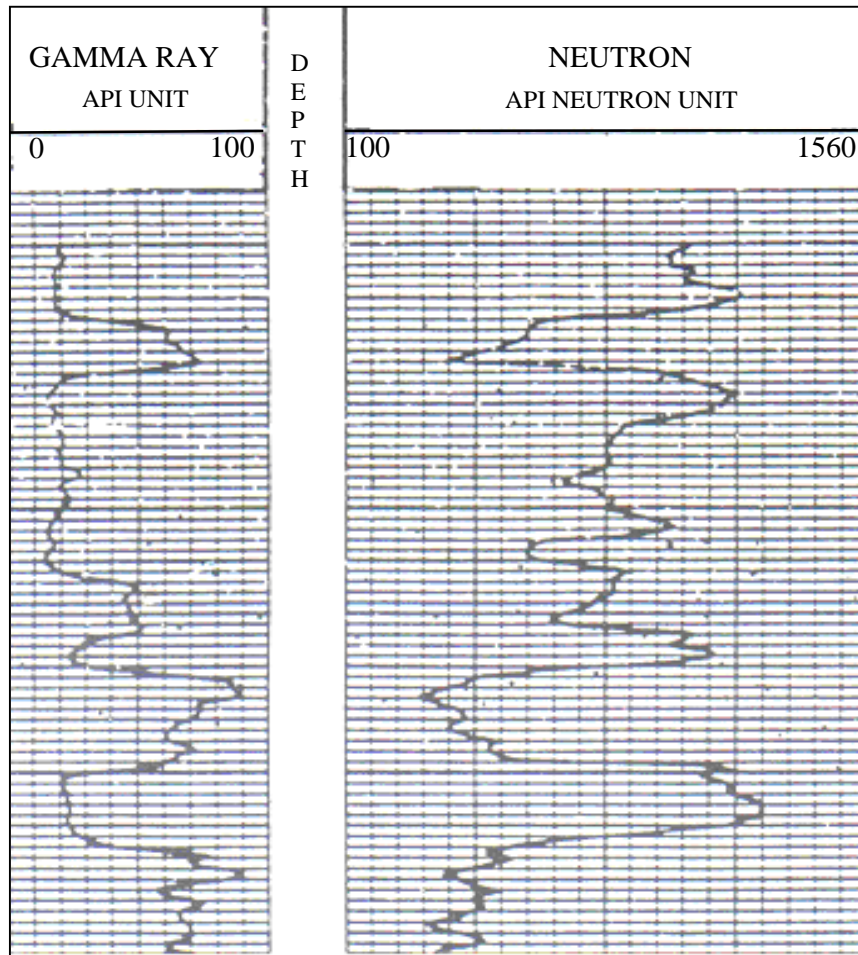 GAMMA RAY
API UNIT
0 100
D
E
P
T
H
NEUTRON
API NEUTRON UNIT
100 1560